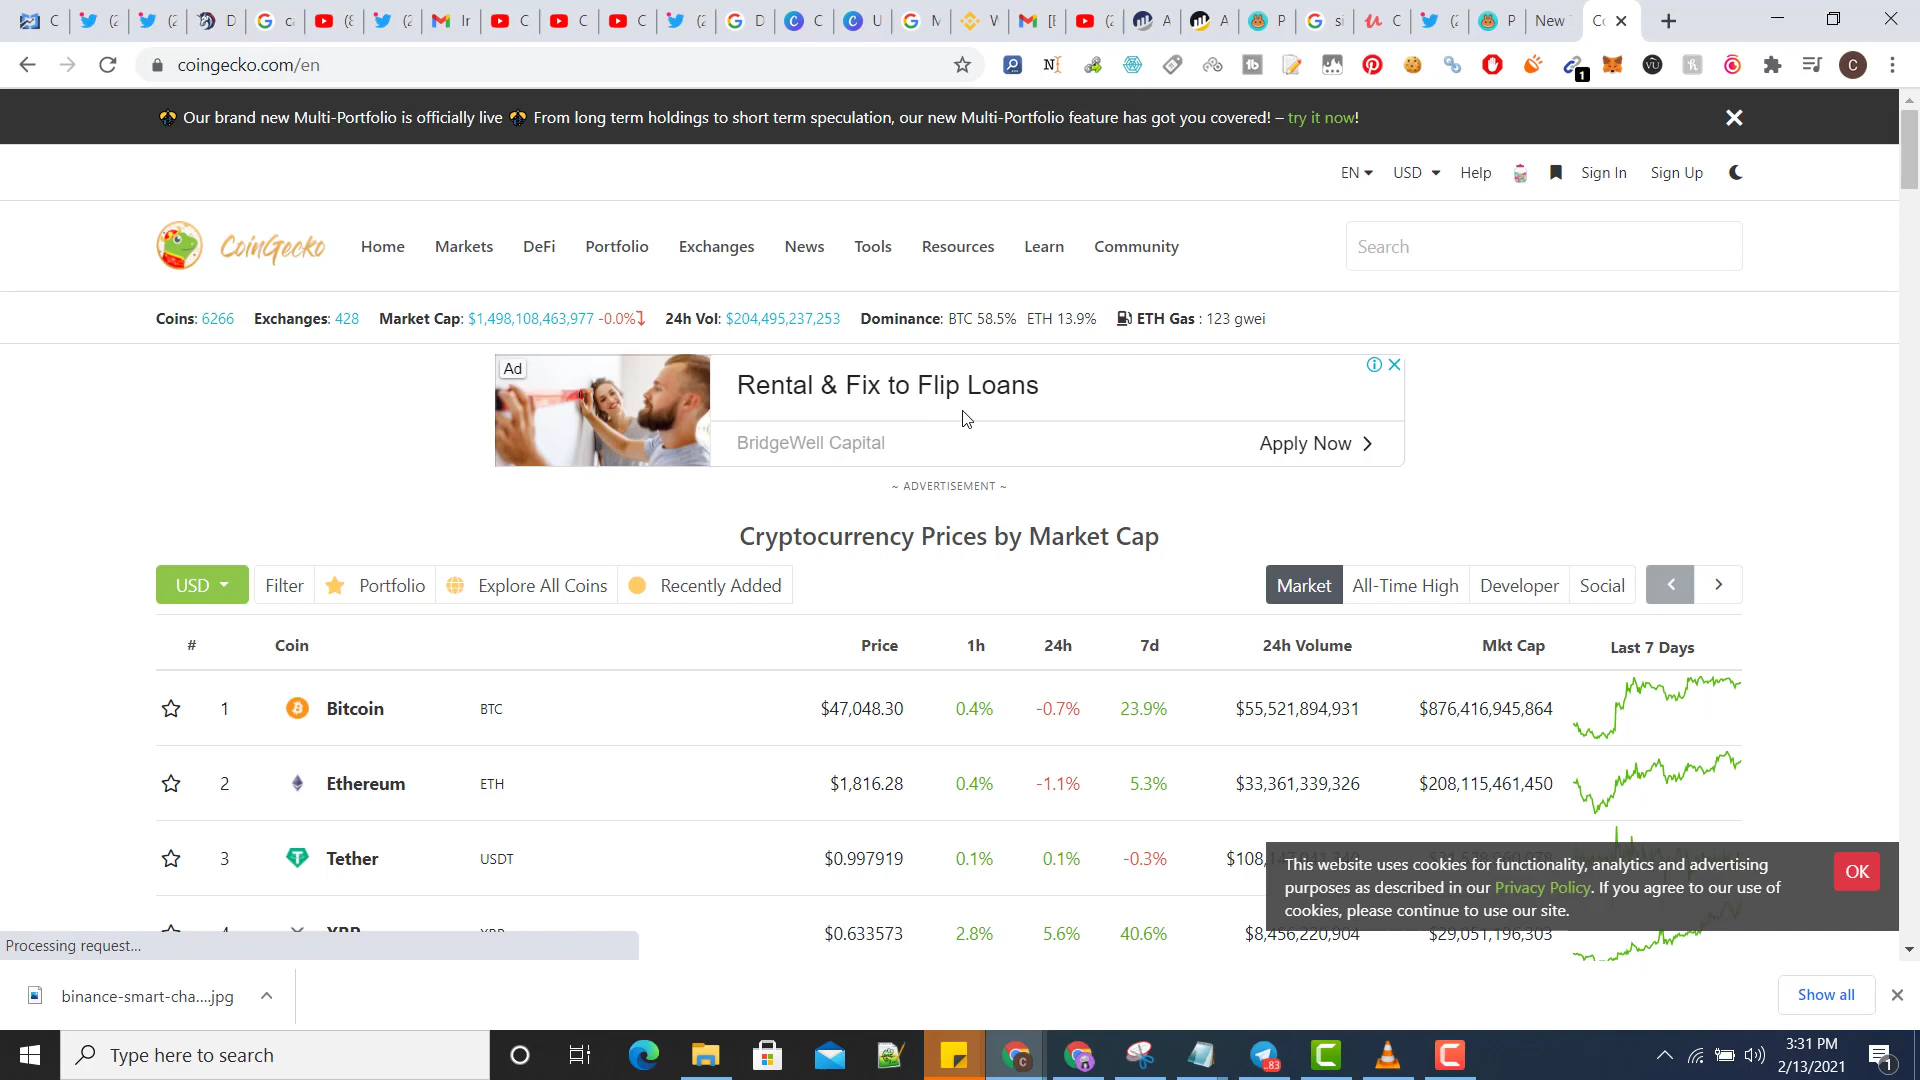 coingecko.com/en
Our brand new Multi-Portfolio is officially live From long term holdings to short term speculation, our new Multi-Portfolio feature has got you covered! – try it now!
EN USD Help Sign In Sign Up
CoinGecko Home Markets DeFi Portfolio Exchanges News Tools Resources Learn Community Search
Coins: 6266 Exchanges: 428 Market Cap: $1,498,108,463,977 -0.0% 24h Vol: $204,495,237,253 Dominance: BTC 58.5% ETH 13.9% ETH Gas : 123 gwei
Ad
Rental & Fix to Flip Loans
BridgeWell Capital Apply Now
~ ADVERTISEMENT ~
Cryptocurrency Prices by Market Cap
USD Filter Portfolio Explore All Coins Recently Added Market All-Time High Developer Social
# Coin Price 1h 24h 7d 24h Volume Mkt Cap Last 7 Days
1 Bitcoin BTC $47,048.30 0.4% -0.7% 23.9% $55,521,894,931 $876,416,945,864
2 Ethereum ETH $1,816.28 0.4% -1.1% 5.3% $33,361,339,326 $208,115,461,450
3 Tether USDT $0.997919 0.1% 0.1% -0.3%
This website uses cookies for functionality, analytics and advertising
purposes as described in our Privacy Policy. If you agree to our use of
cookies, please continue to use our site.
OK
4 XRP XRP $0.633573 2.8% 5.6% 40.6% $8,456,220,904 $29,051,196,303
Processing request...
binance-smart-cha....jpg Show all
Type here to search
3:31 PM
2/13/2021